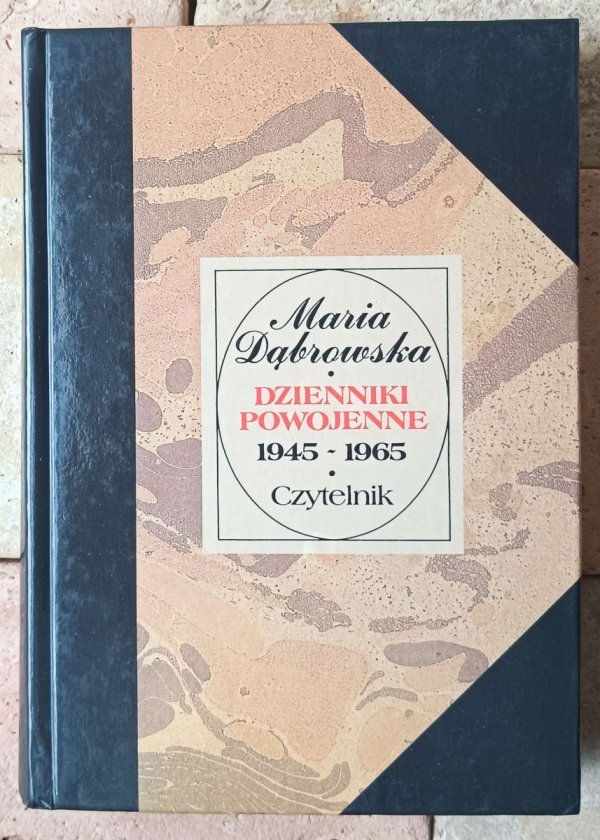 Maria
Dąbrowska
•
DZIENNIKI
POWOJENNE
1945 - 1965
•
Czytelnik